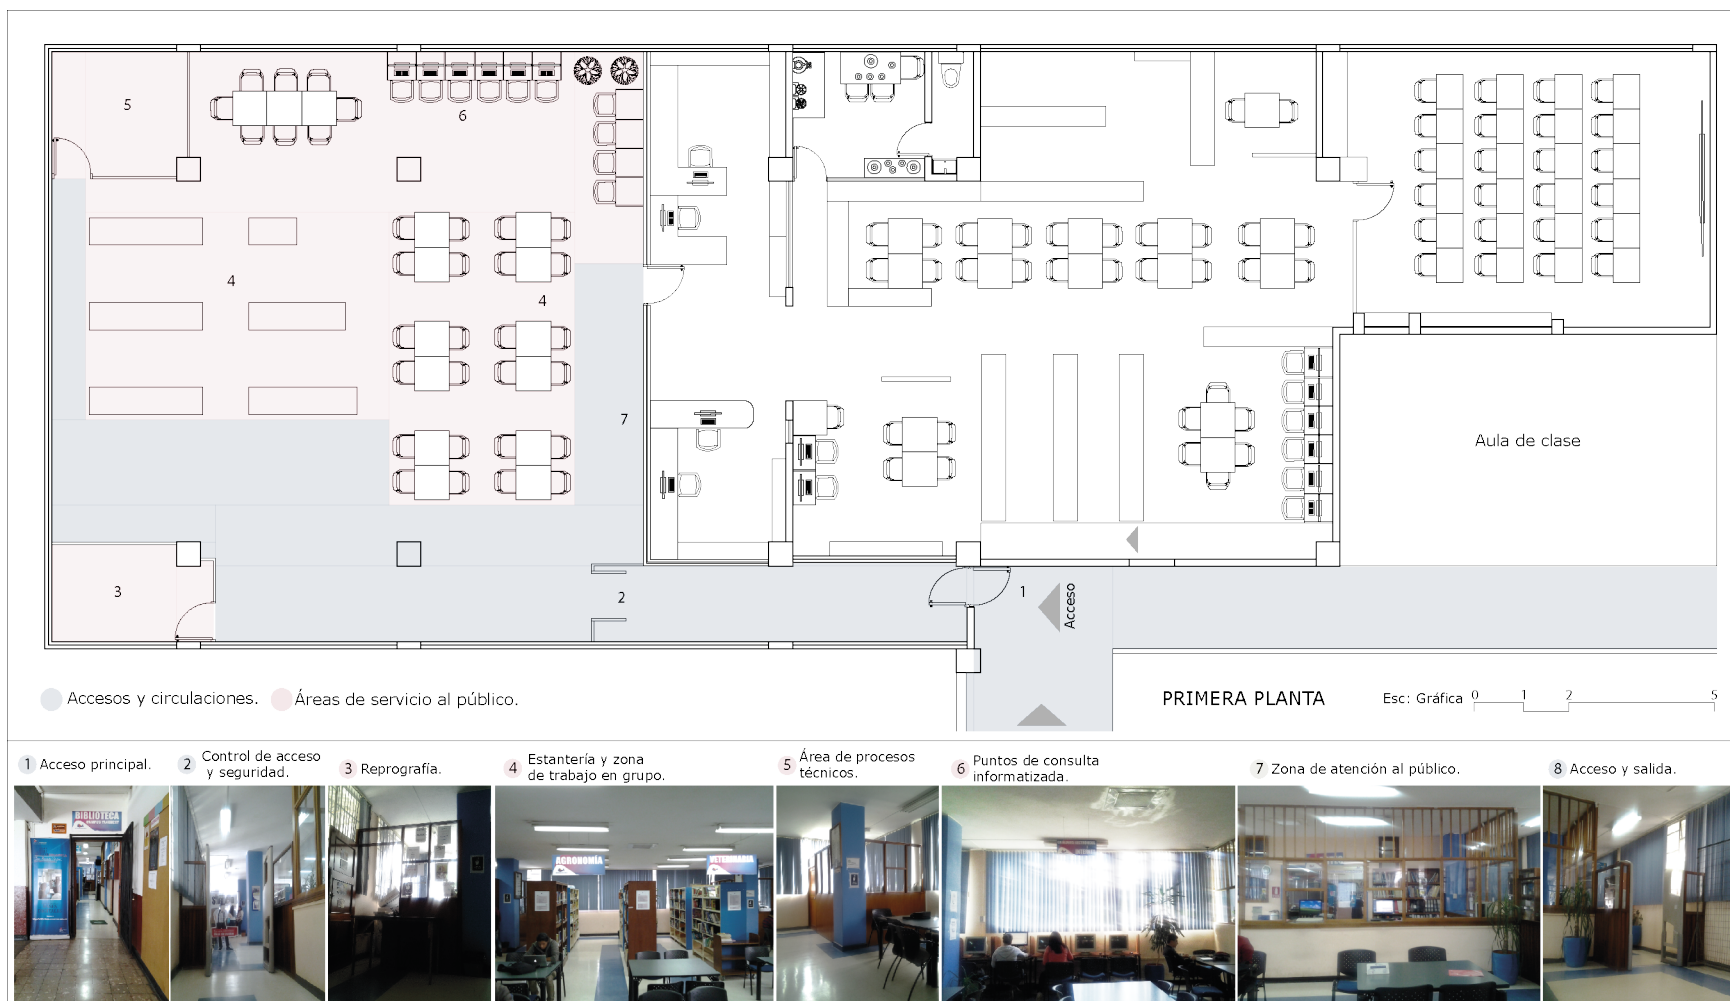 5
6
4
4
7
Aula de clase
3
2
1
Acceso
Accesos y circulaciones.
Áreas de servicio al público.
PRIMERA PLANTA
Esc: Gráfica
0 1 2 5
1 Acceso principal.
2 Control de acceso
y seguridad.
3 Reprografía.
4 Estantería y zona
de trabajo en grupo.
5 Área de procesos
técnicos.
6 Puntos de consulta
informatizada.
7 Zona de atención al público.
8 Acceso y salida.
BIBLIOTECA
AGRONOMÍA
VETERINARIA